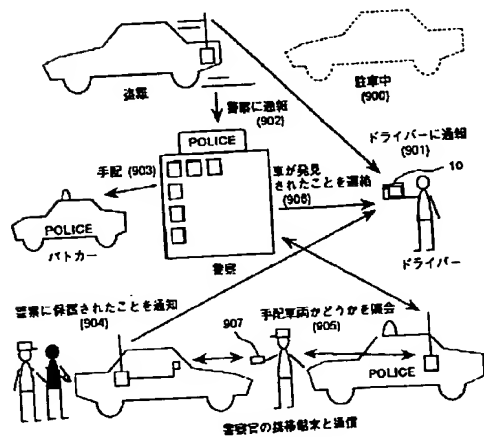 盗難
駐車中
(900)
警察に通報
(902)
ドライバーに通報
(901)
10
POLICE
手配 (903)
車が発見
されたことを連絡
(906)
POLICE
パトカー
警察
ドライバー
警察に保護されたことを通知
(904)
手配車両かどうかを照会
(905)
907
POLICE
警察官の携帯端末と通信